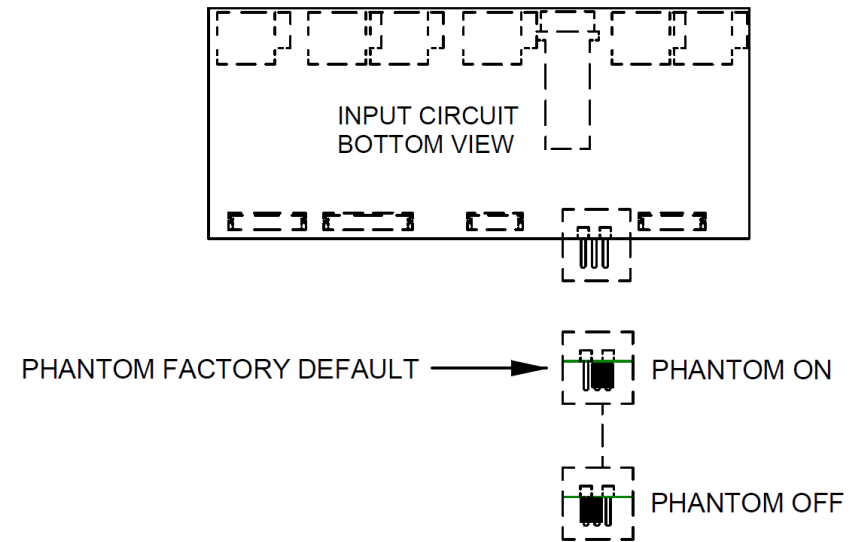 INPUT CIRCUIT
BOTTOM VIEW
PHANTOM FACTORY DEFAULT
PHANTOM ON
PHANTOM OFF